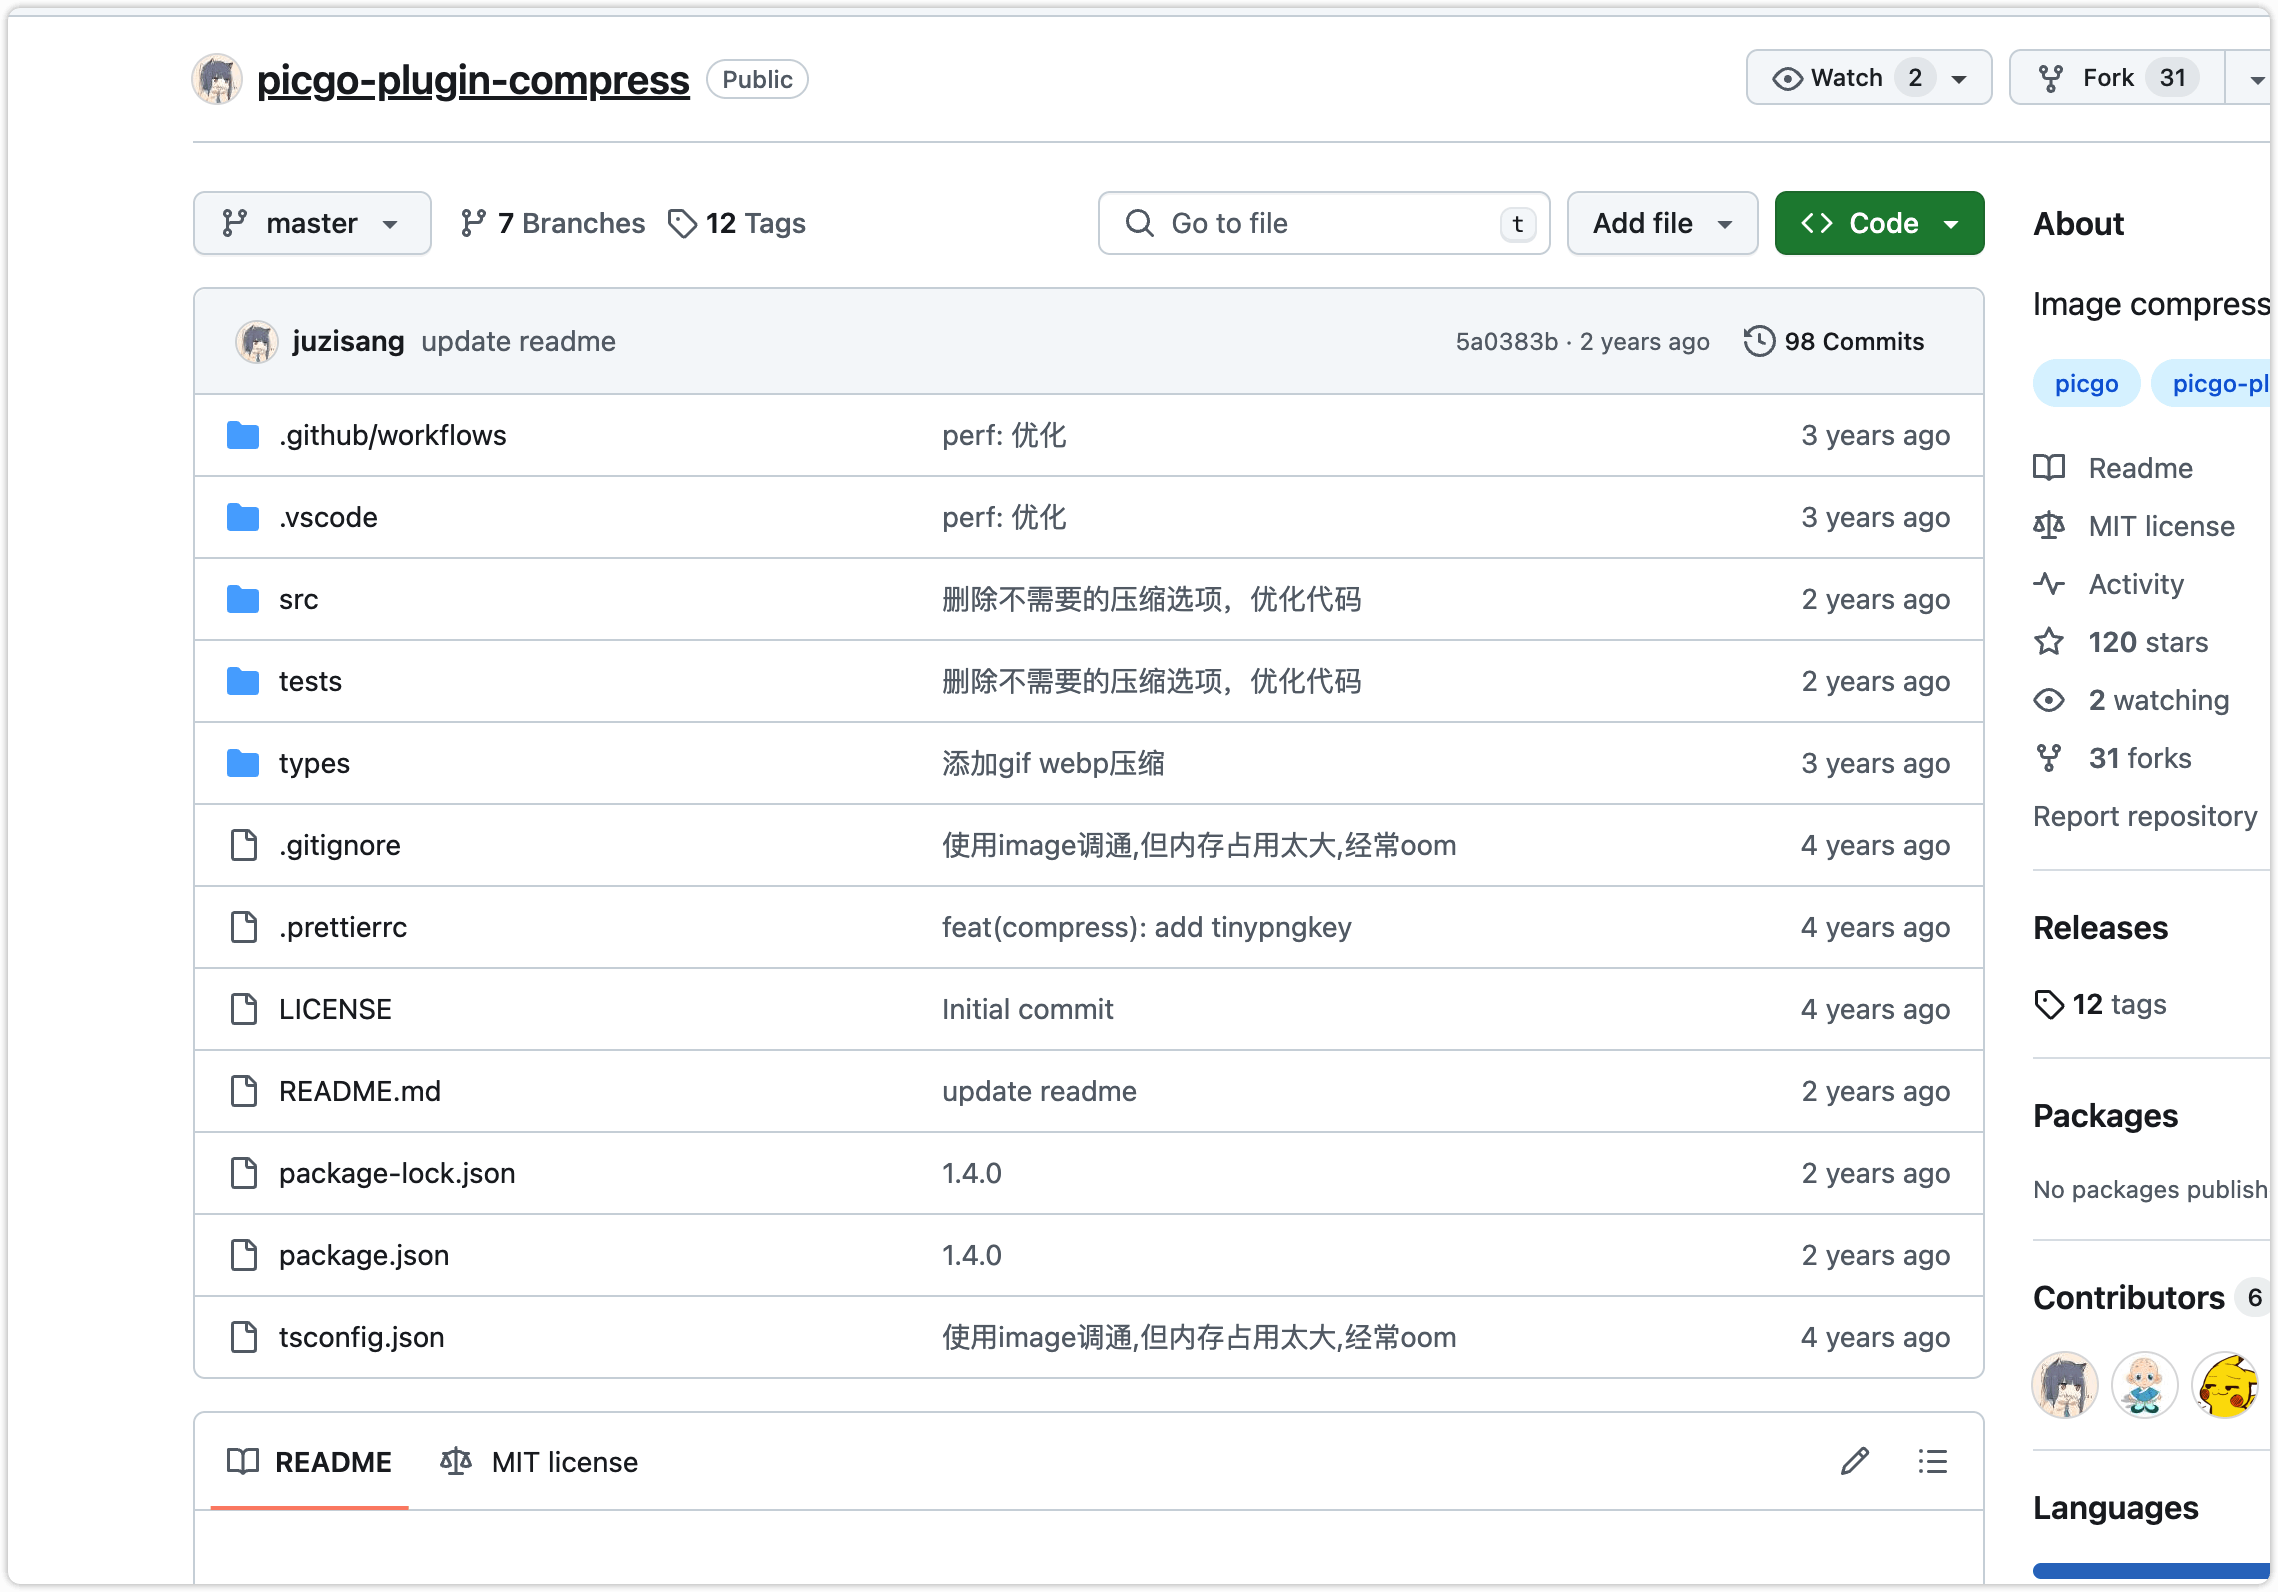 picgo-plugin-compress Public Watch 2 Fork 31
master 7 Branches 12 Tags Go to file t Add file Code
juzisang update readme 5a0383b · 2 years ago 98 Commits
.github/workflows perf: 优化 3 years ago
.vscode perf: 优化 3 years ago
src 删除不需要的压缩选项，优化代码 2 years ago
tests 删除不需要的压缩选项，优化代码 2 years ago
types 添加gif webp压缩 3 years ago
.gitignore 使用image调通,但内存占用太大,经常oom 4 years ago
.prettierrc feat(compress): add tinypngkey 4 years ago
LICENSE Initial commit 4 years ago
README.md update readme 2 years ago
package-lock.json 1.4.0 2 years ago
package.json 1.4.0 2 years ago
tsconfig.json 使用image调通,但内存占用太大,经常oom 4 years ago
README MIT license
About
Image compress
picgo picgo-pl
Readme
MIT license
Activity
120 stars
2 watching
31 forks
Report repository
Releases
12 tags
Packages
No packages publish
Contributors 6
Languages